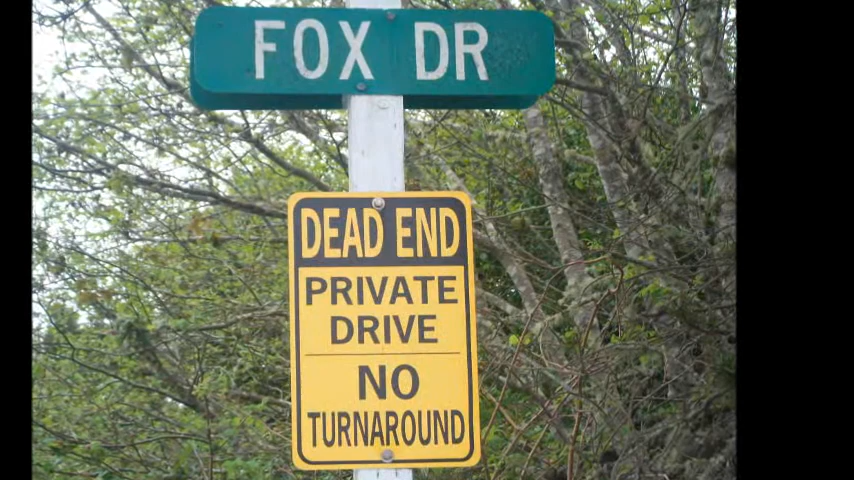 FOX DR
DEAD END
PRIVATE
DRIVE
NO
TURNAROUND